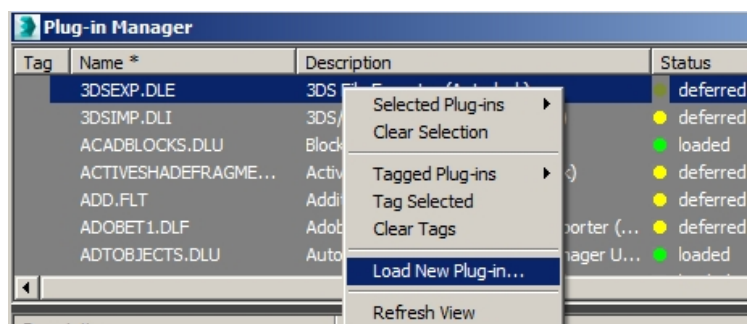 Plug-in Manager
Tag Name * Description Status
3DSEXP.DLE 3DS deferred
3DSIMP.DLI 3DS/ deferred
ACADBLOCKS.DLU Block loaded
ACTIVESHADEFRAGME... Activ deferred
ADD.FLT Addi deferred
ADOBET1.DLF Adob porter (... deferred
ADTOBJECTS.DLU Auto nager U... loaded
Selected Plug-ins
Clear Selection
Tagged Plug-ins
Tag Selected
Clear Tags
Load New Plug-in...
Refresh View